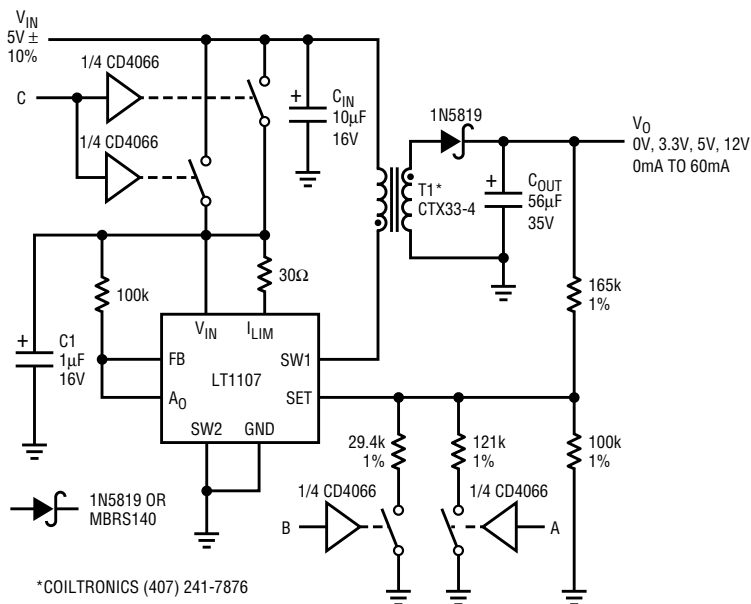 V_IN
5V ±
10%
1/4 CD4066
C
1/4 CD4066
+
C_IN
10µF
16V
1N5819
V_O
0V, 3.3V, 5V, 12V
0mA TO 60mA
T1*
CTX33-4
+
C_OUT
56µF
35V
100k
30Ω
165k
1%
+
C1
1µF
16V
V_IN
I_LIM
FB
SW1
LT1107
A_O
SET
SW2
GND
29.4k
1%
121k
1%
100k
1%
1N5819 OR
MBRS140
1/4 CD4066
1/4 CD4066
B
A
*COILTRONICS (407) 241-7876